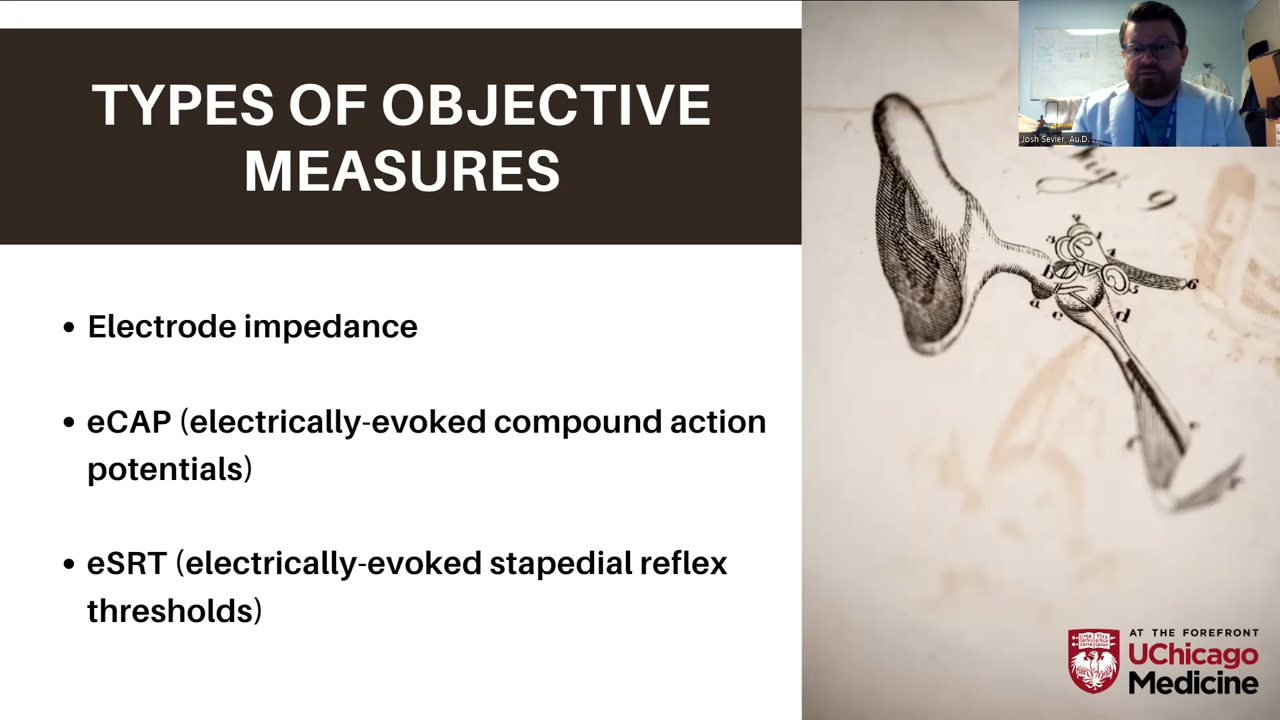 TYPES OF OBJECTIVE
MEASURES
Josh Sevier, Au.D.
• Electrode impedance
• eCAP (electrically-evoked compound action
potentials)
• eSRT (electrically-evoked stapedial reflex
thresholds)
AT THE FOREFRONT
UChicago
Medicine